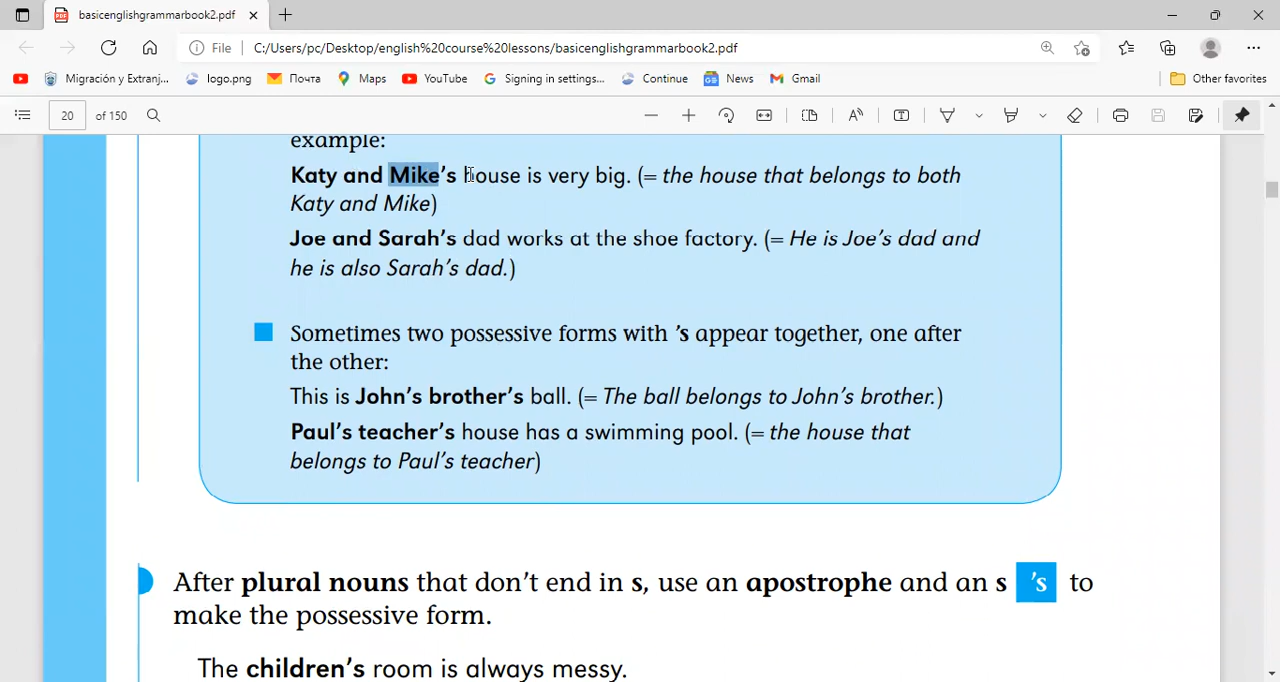 basicenglishgrammarbook2.pdf
File C:/Users/pc/Desktop/english%20course%20lessons/basicenglishgrammarbook2.pdf
Migración y Extranj... logo.png Почта Maps YouTube Signing in settings... Continue News Gmail Other favorites
20 of 150
example:
Katy and Mike's house is very big. (= the house that belongs to both
Katy and Mike)
Joe and Sarah's dad works at the shoe factory. (= He is Joe's dad and
he is also Sarah's dad.)
Sometimes two possessive forms with 's appear together, one after
the other:
This is John's brother's ball. (= The ball belongs to John's brother.)
Paul's teacher's house has a swimming pool. (= the house that
belongs to Paul's teacher)
After plural nouns that don't end in s, use an apostrophe and an s 's to
make the possessive form.
The children's room is always messy.